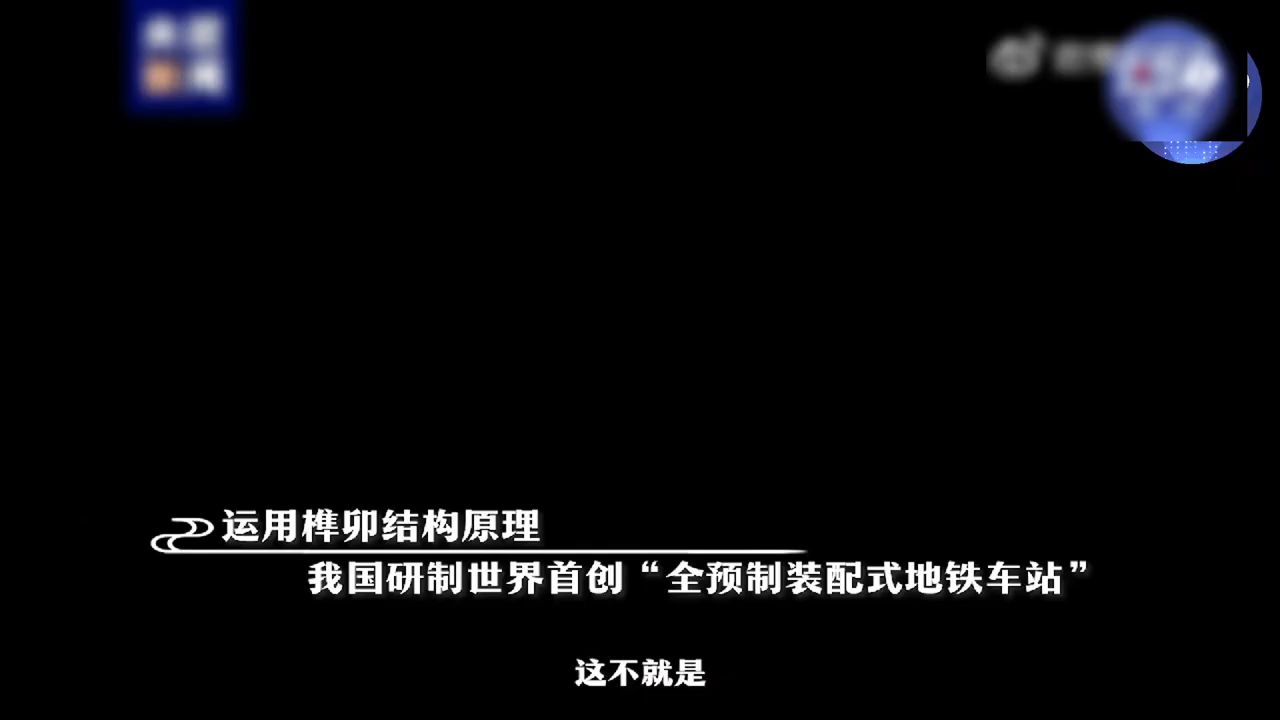 运用榫卯结构原理
我国研制世界首创“全预制装配式地铁车站”
这不就是